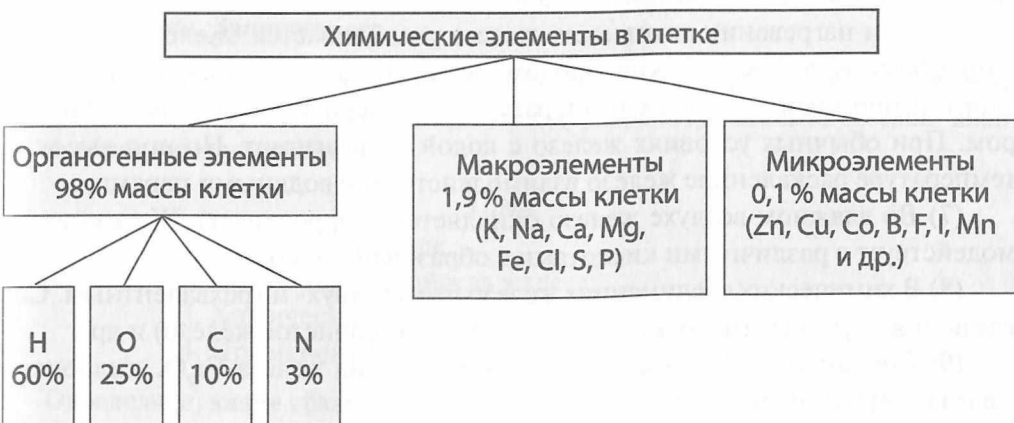 Химические элементы в клетке
Органогенные элементы
98% массы клетки
Макроэлементы
1,9% массы клетки
(K, Na, Ca, Mg,
Fe, Cl, S, P)
Микроэлементы
0,1% массы клетки
(Zn, Cu, Co, B, F, I, Mn
и др.)
H
60%
O
25%
C
10%
N
3%